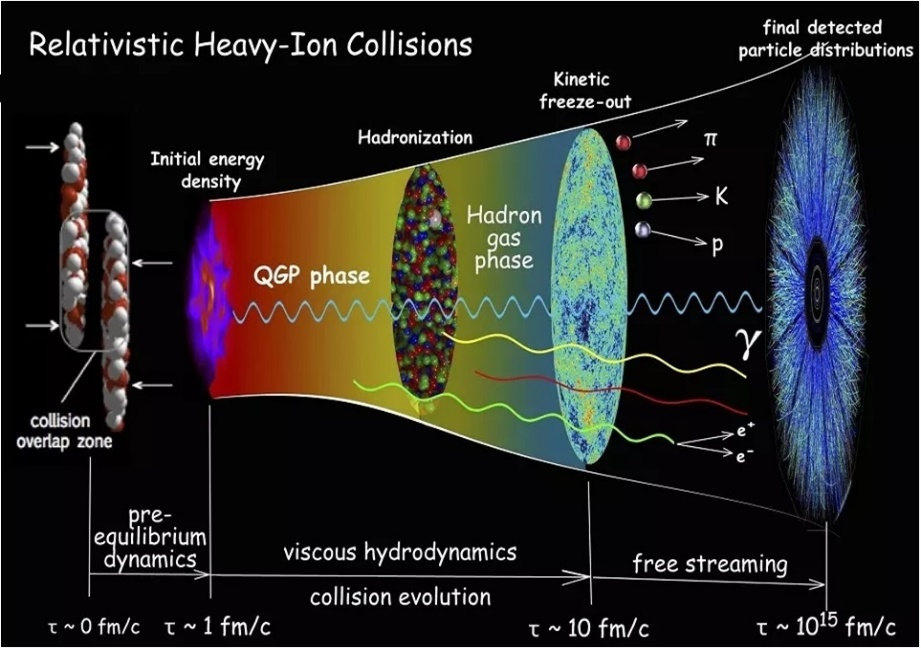 Relativistic Heavy-Ion Collisions
final detected
particle distributions
Kinetic
freeze-out
Hadronization
Initial energy
density
π
K
p
Hadron
gas
phase
QGP phase
γ
collision
overlap zone
e⁺
e⁻
pre-
equilibrium
dynamics
viscous hydrodynamics
collision evolution
free streaming
τ ~ 0 fm/c
τ ~ 1 fm/c
τ ~ 10 fm/c
τ ~ 10¹⁵ fm/c